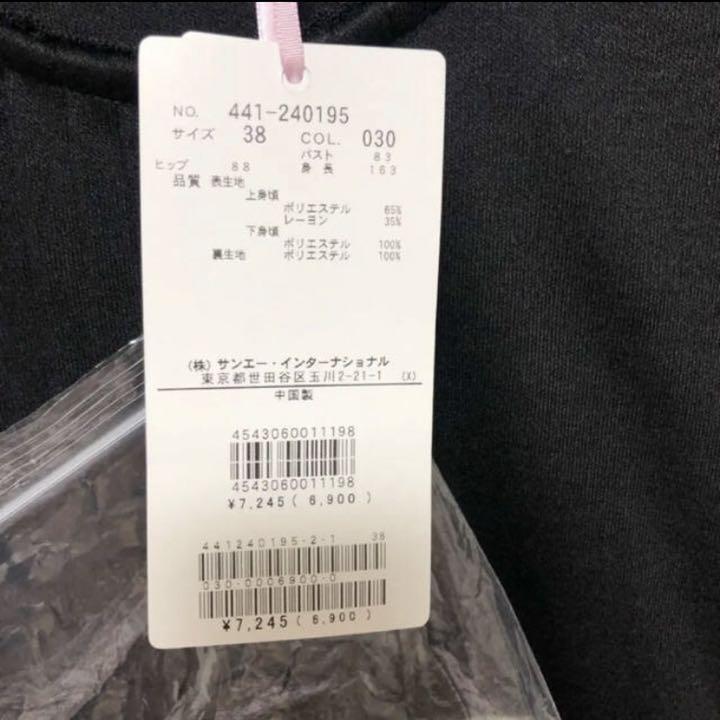 NO. 441-240195
サイズ 38 COL. 030
バスト 83
ヒップ 88 身長 163
品質 表生地
上身頃
ポリエステル 65%
レーヨン 35%
下身頃
ポリエステル 100%
裏生地 ポリエステル 100%
(株) サンエー・インターナショナル
東京都世田谷区玉川2-21-1 (X)
中国製
4543060011198
4543060011198
¥7,245(6,900)
441240195-2-1 38
030-0006900-0
¥7,245(6,900)